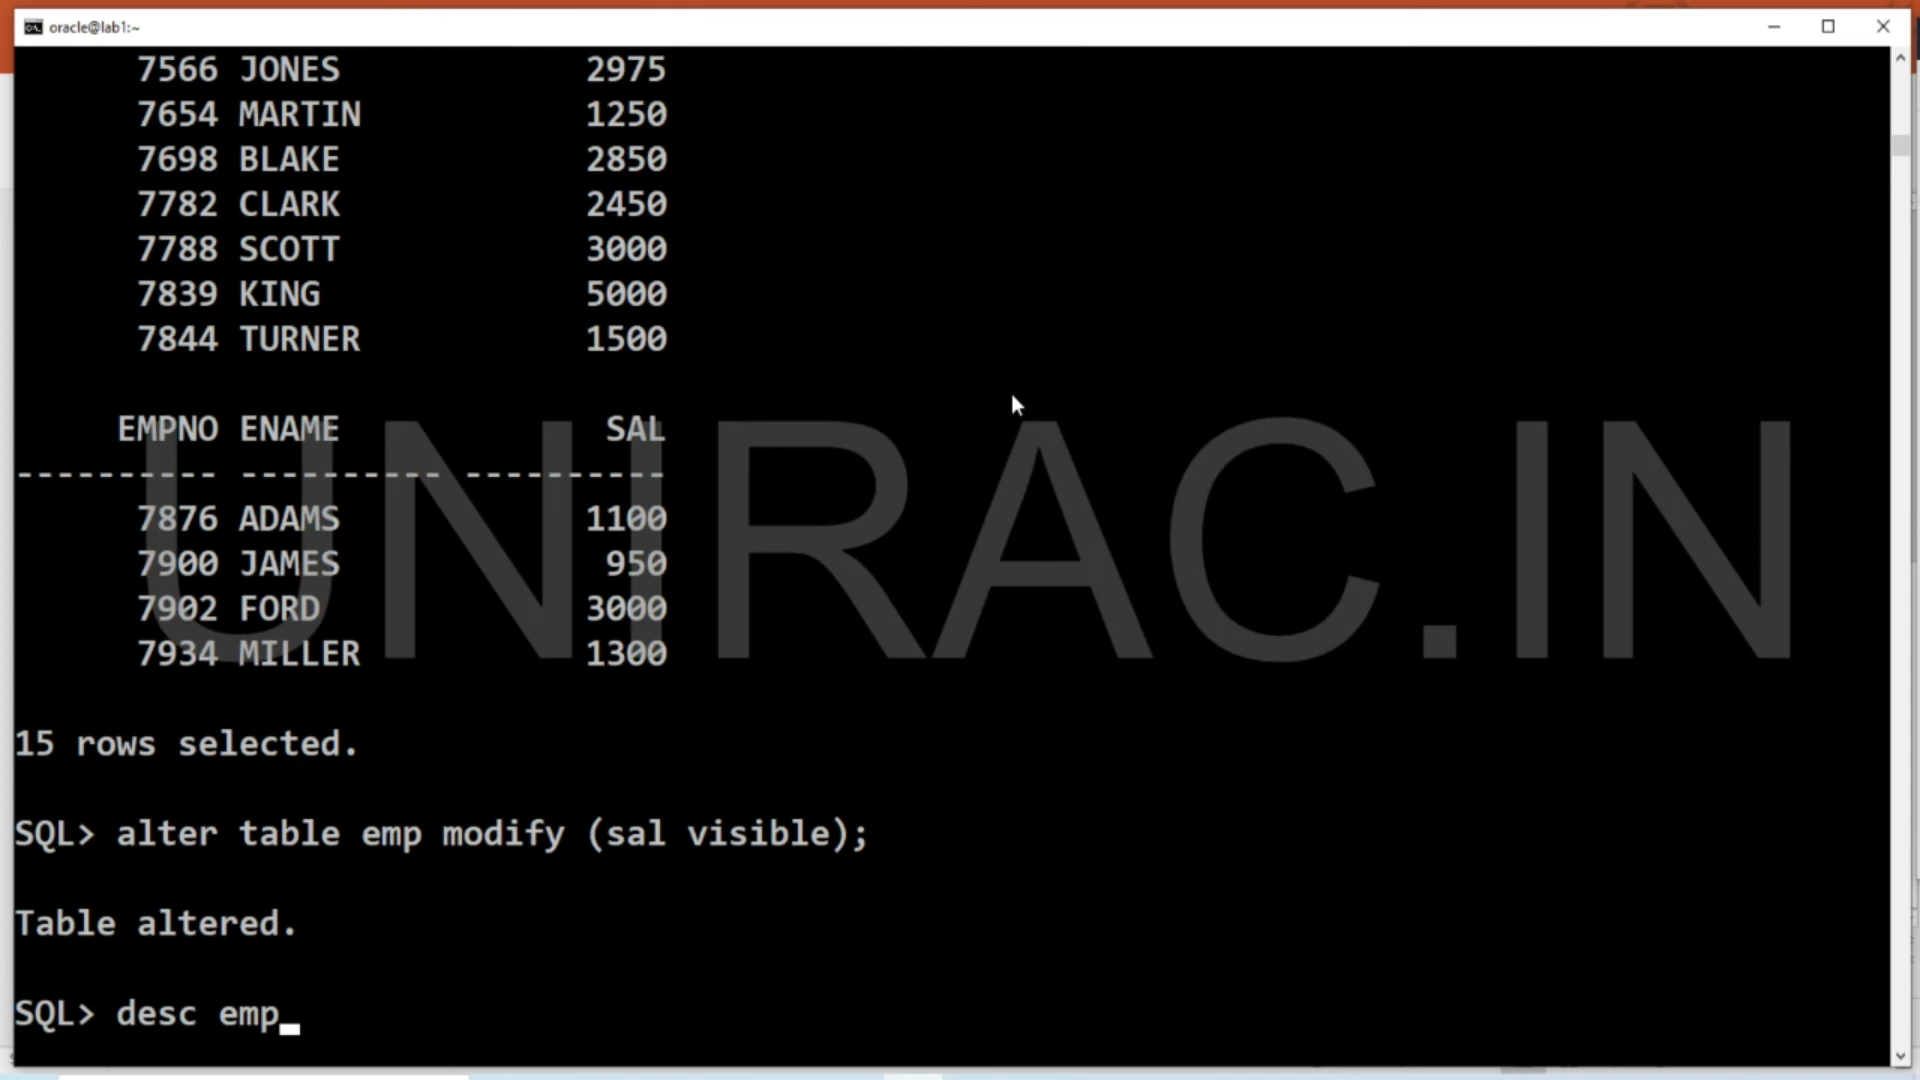 oracle@lab1:~
7566 JONES 2975
7654 MARTIN 1250
7698 BLAKE 2850
7782 CLARK 2450
7788 SCOTT 3000
7839 KING 5000
7844 TURNER 1500
EMPNO ENAME SAL
---------- ---------- ----------
7876 ADAMS 1100
7900 JAMES 950
7902 FORD 3000
7934 MILLER 1300
UNIRAC.IN
15 rows selected.
SQL> alter table emp modify (sal visible);
Table altered.
SQL> desc emp